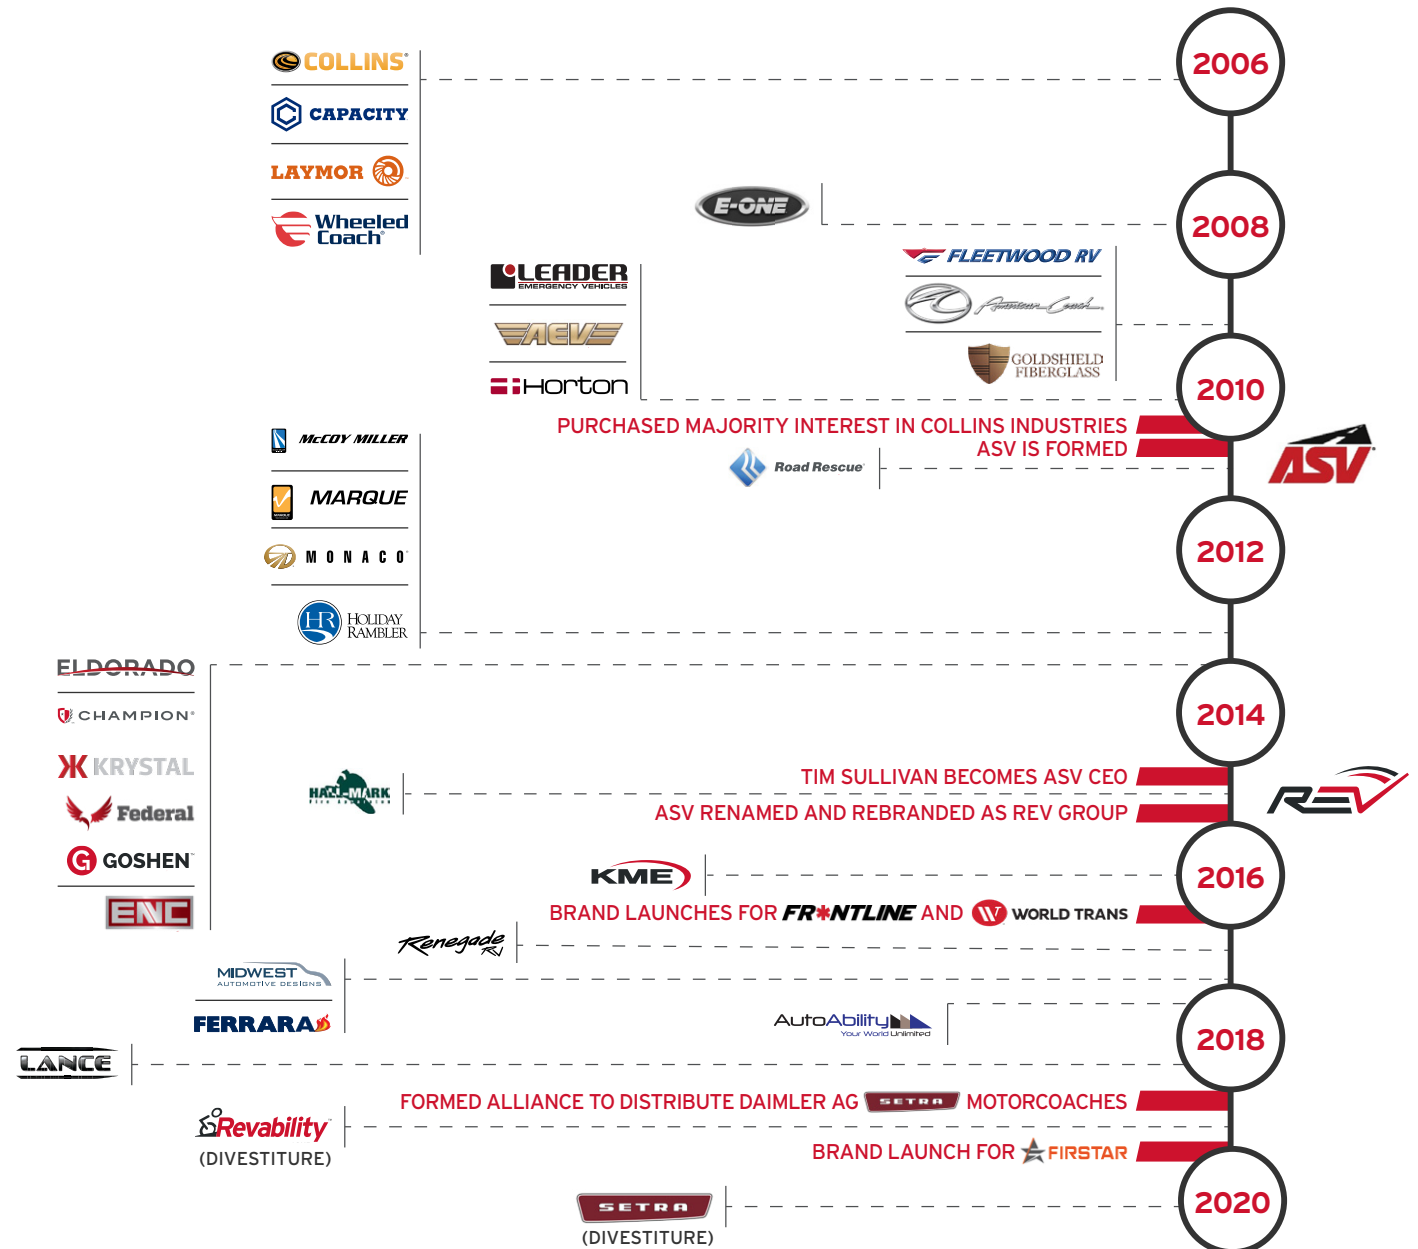 2006
COLLINS
CAPACITY
LAYMOR
Wheeled
Coach
2008
E-ONE
FLEETWOOD RV
American Coach
GOLDSHIELD
FIBERGLASS
LEADER
EMERGENCY VEHICLES
AEV
Horton
2010
PURCHASED MAJORITY INTEREST IN COLLINS INDUSTRIES
ASV IS FORMED
ASV
Road Rescue
McCOY MILLER
MARQUE
MONACO
HR HOLIDAY
RAMBLER
2012
ELDORADO
CHAMPION
KRYSTAL
Federal
G GOSHEN
ENC
2014
TIM SULLIVAN BECOMES ASV CEO
HALL-MARK
Fire Apparatus
ASV RENAMED AND REBRANDED AS REV GROUP
REV
2016
KME
BRAND LAUNCHES FOR FR*NTLINE AND W WORLD TRANS
Renegade
RV
MIDWEST
AUTOMOTIVE DESIGNS
FERRARA
AutoAbility
Your World Unlimited
2018
LANCE
FORMED ALLIANCE TO DISTRIBUTE DAIMLER AG SETRA MOTORCOACHES
Revability
(DIVESTITURE)
BRAND LAUNCH FOR FIRSTAR
2020
SETRA
(DIVESTITURE)